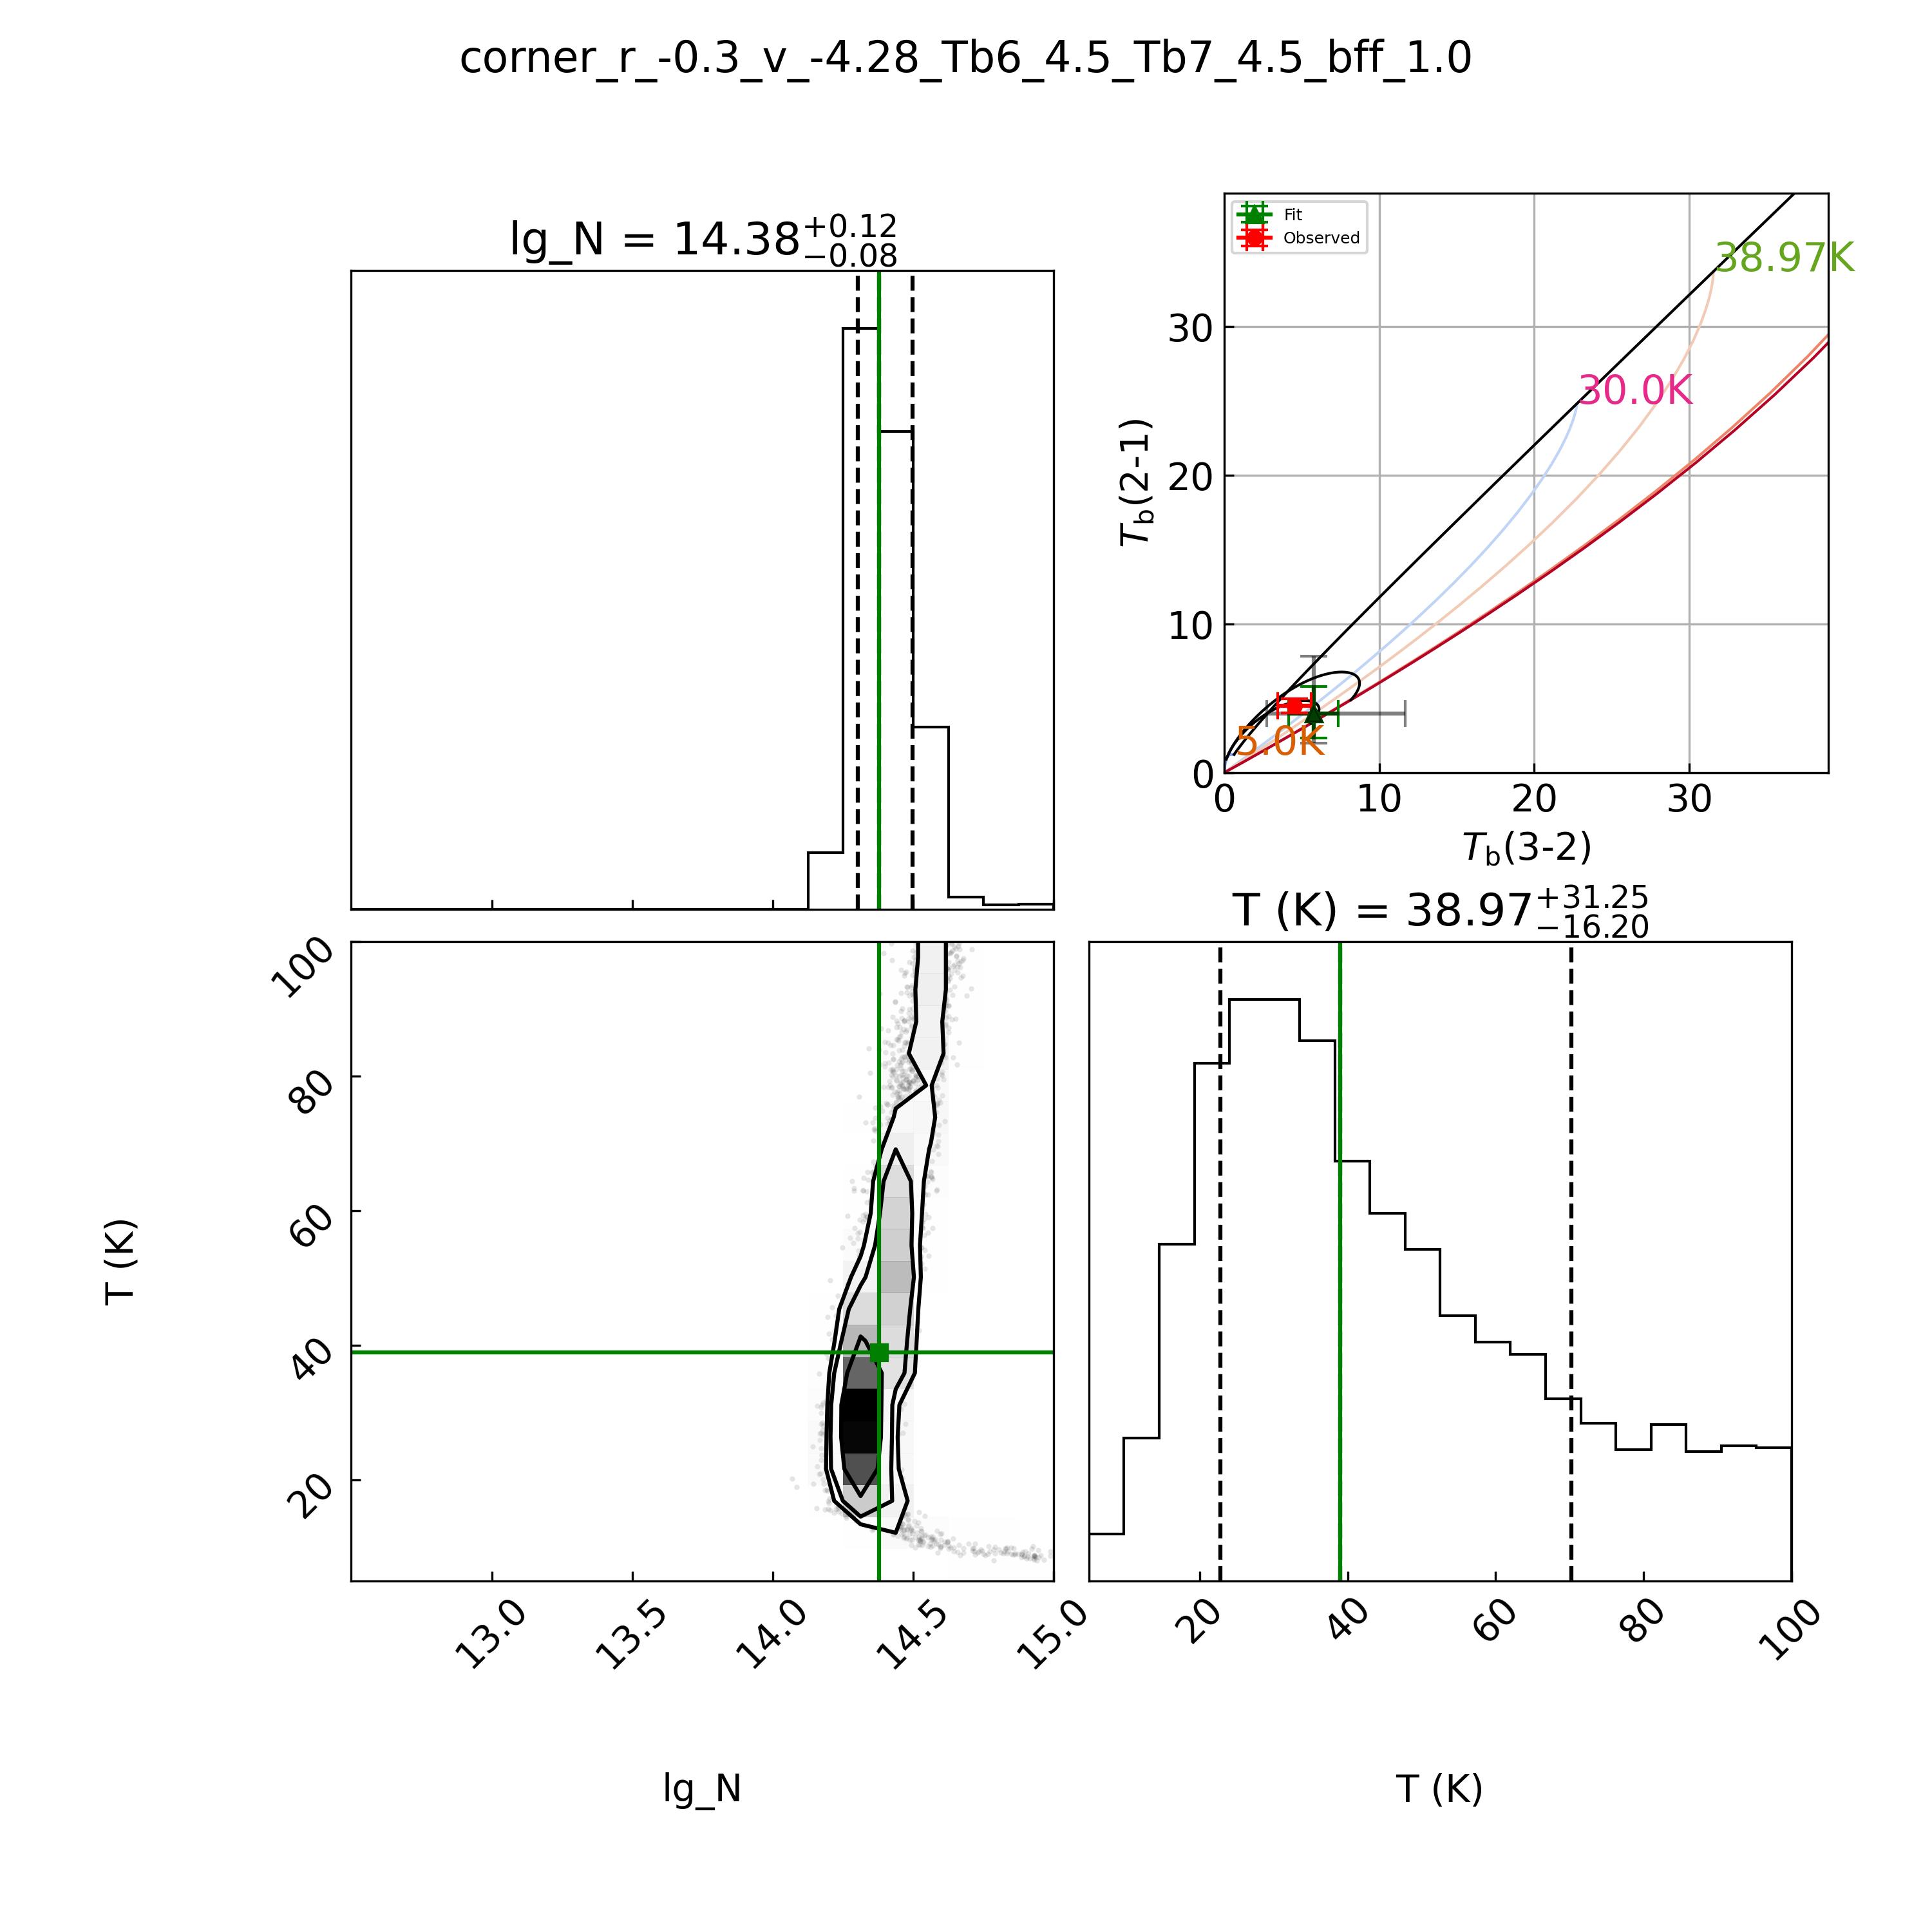 corner_r_-0.3_v_-4.28_Tb6_4.5_Tb7_4.5_bff_1.0
lg_N = 14.38+0.12−0.08
Fit
Observed
38.97K
30.0K
5.0K
Tb(2-1)
30
20
10
0
0 10 20 30
Tb(3-2)
T (K) = 38.97+31.25−16.20
T (K)
100
80
60
40
20
13.0 13.5 14.0 14.5 15.0
lg_N
20 40 60 80 100
T (K)